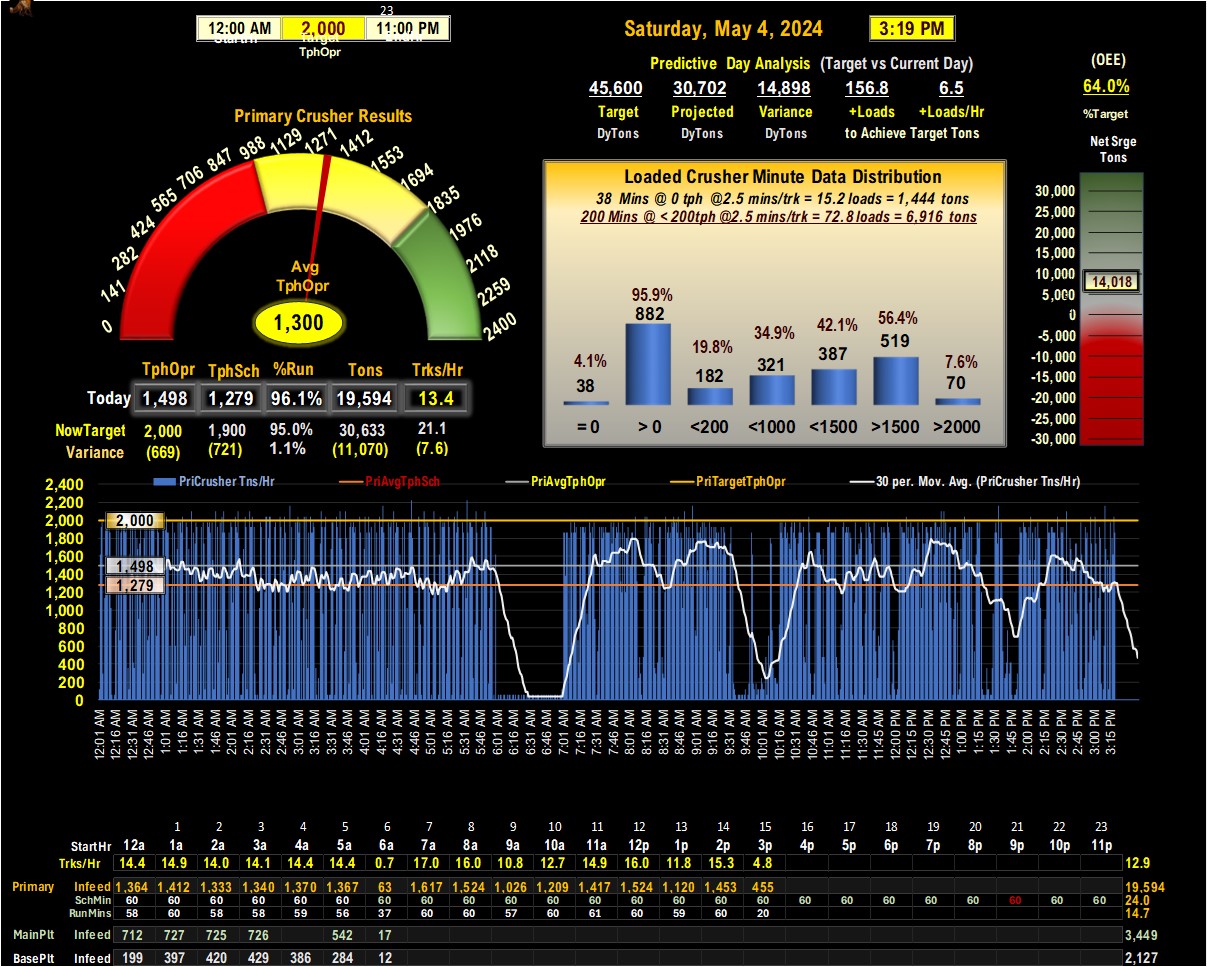 23
12:00 AM 2,000 11:00 PM
TphOpr
Saturday, May 4, 2024 3:19 PM
Predictive Day Analysis (Target vs Current Day)
45,600 30,702 14,898 156.8 6.5
Target Projected Variance +Loads +Loads/Hr
DyTons DyTons DyTons to Achieve Target Tons
(OEE)
64.0%
%Target
Net Srge
Tons
30,000
25,000
20,000
15,000
10,000
14,018
5,000
0
-5,000
-10,000
-15,000
-20,000
-25,000
-30,000
Primary Crusher Results
0 141 282 424 565 706 847 988 1129 1271 1412 1553 1694 1835 1976 2118 2259 2400
Avg
TphOpr
1,300
TphOpr TphSch %Run Tons Trks/Hr
Today 1,498 1,279 96.1% 19,594 13.4
NowTarget 2,000 1,900 95.0% 30,633 21.1
Variance (669) (721) 1.1% (11,070) (7.6)
Loaded Crusher Minute Data Distribution
38 Mins @ 0 tph @2.5 mins/trk = 15.2 loads = 1,444 tons
200 Mins @ < 200tph @2.5 mins/trk = 72.8 loads = 6,916 tons
4.1% 95.9% 19.8% 34.9% 42.1% 56.4% 7.6%
38 882 182 321 387 519 70
= 0 > 0 <200 <1000 <1500 >1500 >2000
PriCrusher Tns/Hr PriAvgTphSch PriAvgTphOpr PriTargetTphOpr 30 per. Mov. Avg. (PriCrusher Tns/Hr)
2,400
2,200
2,000
1,800
1,600
1,400
1,200
1,000
800
600
400
200
0
2,000
1,498
1,279
12:01 AM 12:16 AM 12:31 AM 12:46 AM 1:01 AM 1:16 AM 1:31 AM 1:46 AM 2:01 AM 2:16 AM 2:31 AM 2:46 AM 3:01 AM 3:16 AM 3:31 AM 3:46 AM 4:01 AM 4:16 AM 4:31 AM 4:46 AM 5:01 AM 5:16 AM 5:31 AM 5:46 AM 6:01 AM 6:16 AM 6:31 AM 6:46 AM 7:01 AM 7:16 AM 7:31 AM 7:46 AM 8:01 AM 8:16 AM 8:31 AM 8:46 AM 9:01 AM 9:16 AM 9:31 AM 9:46 AM 10:01 AM 10:16 AM 10:31 AM 10:46 AM 11:01 AM 11:16 AM 11:30 AM 11:45 AM 12:00 PM 12:15 PM 12:30 PM 12:45 PM 1:00 PM 1:15 PM 1:30 PM 1:45 PM 2:00 PM 2:15 PM 2:30 PM 2:45 PM 3:00 PM 3:15 PM
1 2 3 4 5 6 7 8 9 10 11 12 13 14 15 16 17 18 19 20 21 22 23
StartHr 12a 1a 2a 3a 4a 5a 6a 7a 8a 9a 10a 11a 12p 1p 2p 3p 4p 5p 6p 7p 8p 9p 10p 11p
Trks/Hr 14.4 14.9 14.0 14.1 14.4 14.4 0.7 17.0 16.0 10.8 12.7 14.9 16.0 11.8 15.3 4.8 12.9
Primary Infeed 1,364 1,412 1,333 1,340 1,370 1,367 63 1,617 1,524 1,026 1,209 1,417 1,524 1,120 1,453 455 19,594
SchMin 60 60 60 60 60 60 60 60 60 60 60 60 60 60 60 60 60 60 60 60 60 60 60 60 24.0
RunMins 58 60 58 58 59 56 37 60 60 57 60 61 60 59 60 20 14.7
MainPlt Infeed 712 727 725 726 542 17 3,449
BasePlt Infeed 199 397 420 429 386 284 12 2,127